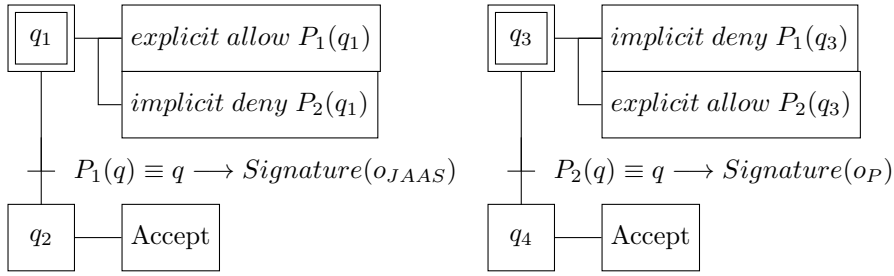 q1 explicit allow P1(q1)
implicit deny P2(q1)
P1(q) ≡ q ⟶ Signature(oJAAS)
q2 Accept
q3 implicit deny P1(q3)
explicit allow P2(q3)
P2(q) ≡ q ⟶ Signature(oP)
q4 Accept